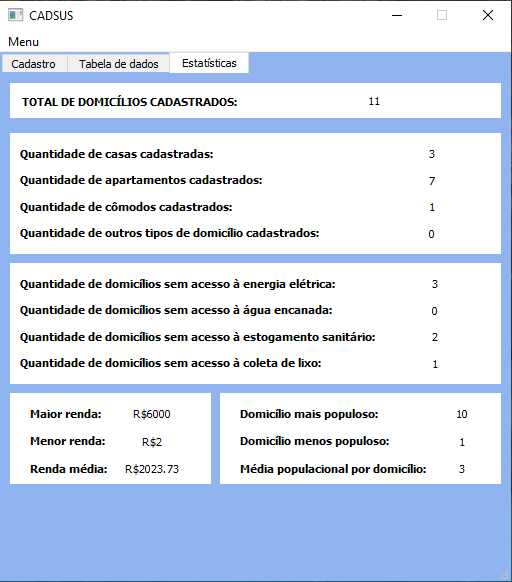 CADSUS
Menu
Cadastro Tabela de dados Estatísticas
TOTAL DE DOMICÍLIOS CADASTRADOS: 11
Quantidade de casas cadastradas: 3
Quantidade de apartamentos cadastrados: 7
Quantidade de cômodos cadastrados: 1
Quantidade de outros tipos de domicílio cadastrados: 0
Quantidade de domicílios sem acesso à energia elétrica: 3
Quantidade de domicílios sem acesso à água encanada: 0
Quantidade de domicílios sem acesso à estogamento sanitário: 2
Quantidade de domicílios sem acesso à coleta de lixo: 1
Maior renda: R$6000
Menor renda: R$2
Renda média: R$2023.73
Domicílio mais populoso: 10
Domicílio menos populoso: 1
Média populacional por domicílio: 3